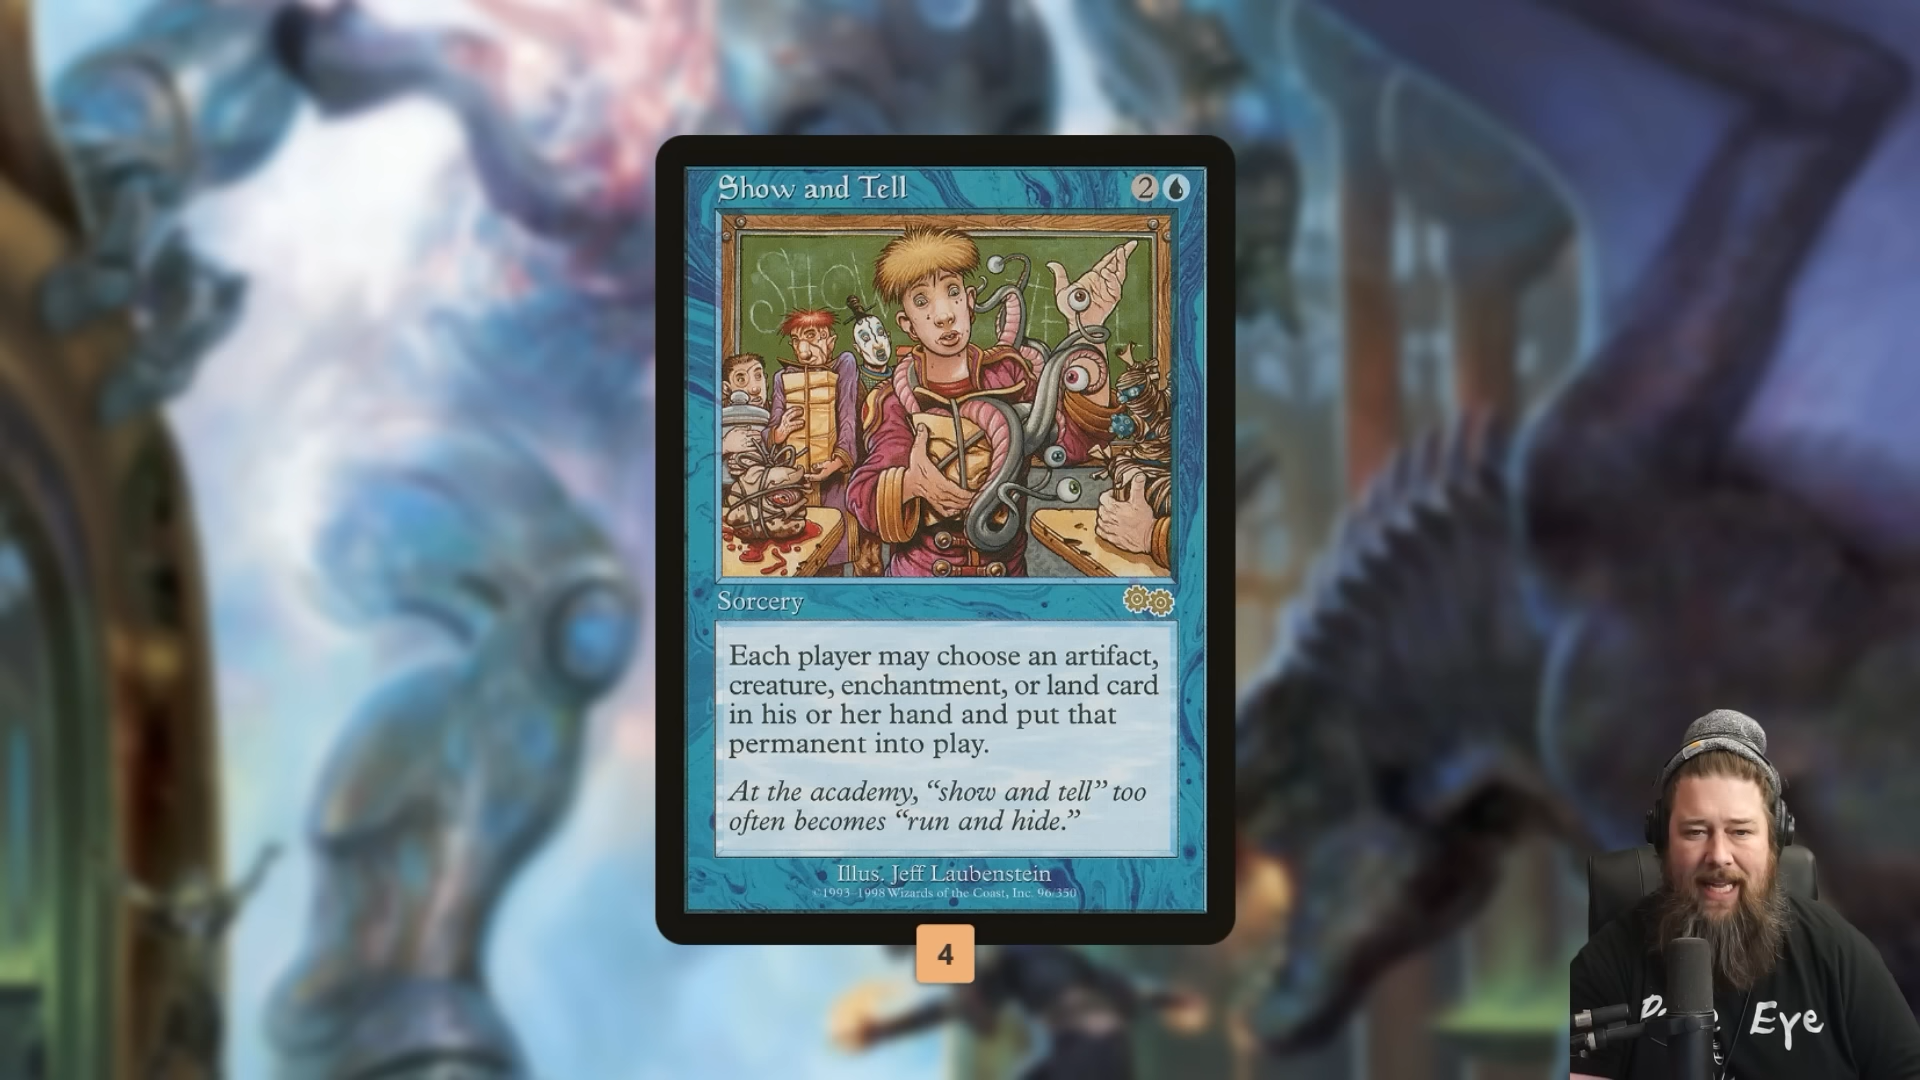 Show and Tell
2
SHOW
Sorcery
Each player may choose an artifact,
creature, enchantment, or land card
in his or her hand and put that
permanent into play.
At the academy, “show and tell” too
often becomes “run and hide.”
Illus. Jeff Laubenstein
©1993–1998 Wizards of the Coast, Inc. 96/350
4
Eye